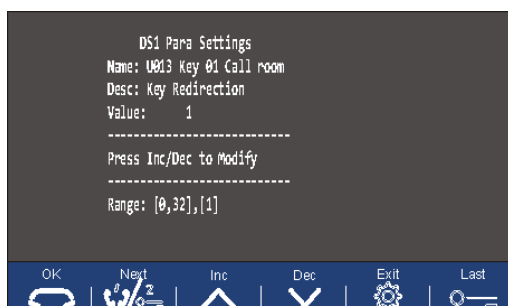 DS1 Para Settings
Name: U013 Key 01 Call room
Desc: Key Redirection
Value: 1
----------------------------
Press Inc/Dec to Modify
----------------------------
Range: [0,32],[1]
OK Next Inc Dec Exit Last
2